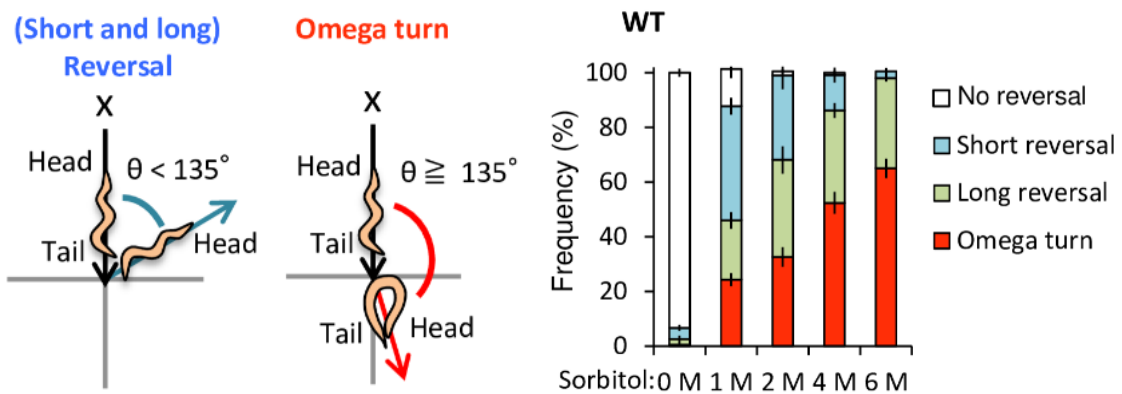 (Short and long)
Reversal
X
Head
θ < 135°
Tail
Head
Omega turn
X
Head
θ ≧ 135°
Tail
Tail
Head
WT
Frequency (%)
100
80
60
40
20
0
Sorbitol: 0 M 1 M 2 M 4 M 6 M
No reversal
Short reversal
Long reversal
Omega turn